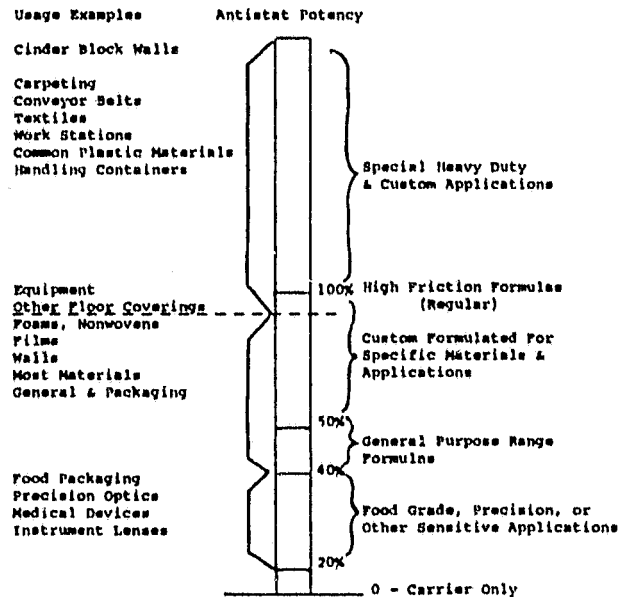 Usage Examples
Antistat Potency
Cinder Block Walls
Carpeting
Conveyor Belts
Textiles
Work Stations
Common Plastic Materials
Handling Containers
Special Heavy Duty
& Custom Applications
Equipment
Other Floor Coverings
Foams, Nonwovens
Films
Walls
Most Materials
General & Packaging
100%
High Friction Formulas
(Regular)
Custom Formulated For
Specific Materials &
Applications
50%
General Purpose Range
Formulns
40%
Food Packaging
Precision Optics
Medical Devices
Instrument Lenses
Food Grade, Precision, or
Other Sensitive Applications
20%
0 - Carrier Only